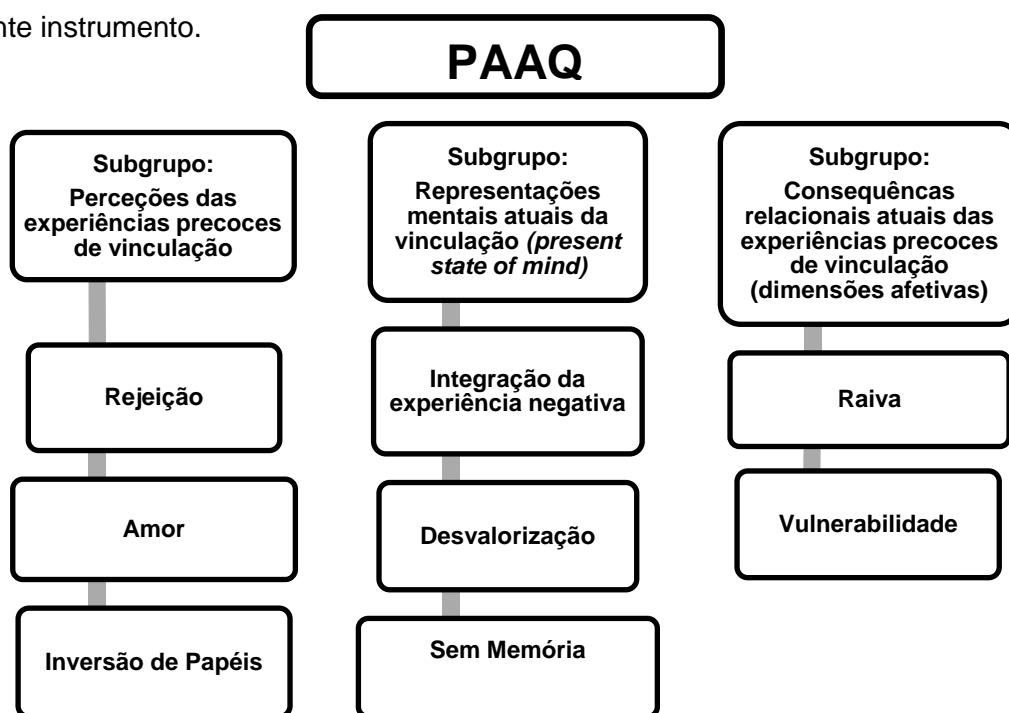 nte instrumento.
PAAQ
Subgrupo:
Perceções das
experiências precoces
de vinculação
Rejeição
Amor
Inversão de Papéis
Subgrupo:
Representações
mentais atuais da
vinculação (present
state of mind)
Integração da
experiência negativa
Desvalorização
Sem Memória
Subgrupo:
Consequêncas
relacionais atuais das
experiências precoces
de vinculação
(dimensões afetivas)
Raiva
Vulnerabilidade